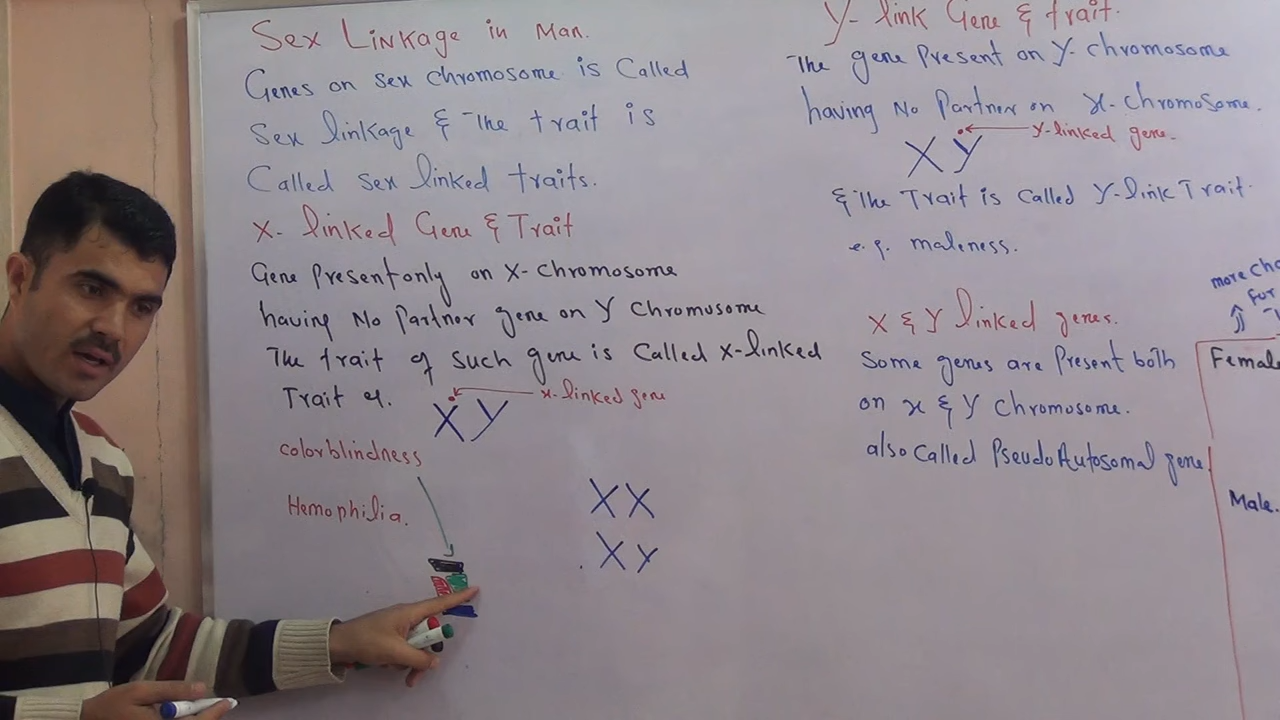 Sex Linkage in Man.
Genes on sex chromosome is Called
Sex linkage & The trait is
Called sex linked traits.
X- linked Gene & Trait
Gene Present only on X-Chromosome
having No Partner gene on Y Chromosome
The trait of such gene is Called X-linked
Trait e.g.
X Y
x-linked gene
colorblindness
Hemophilia.
XX
XY
Y- link Gene & trait.
The gene Present on Y-chromosome
having No Partner on X-chromosome.
X Y
Y-linked gene.
& The Trait is Called Y-link Trait.
e.g. maleness.
X & Y linked genes.
Some genes are Present both
on x & Y Chromosome.
also Called Pseudo Autosomal gene
more
For
Female
Male.